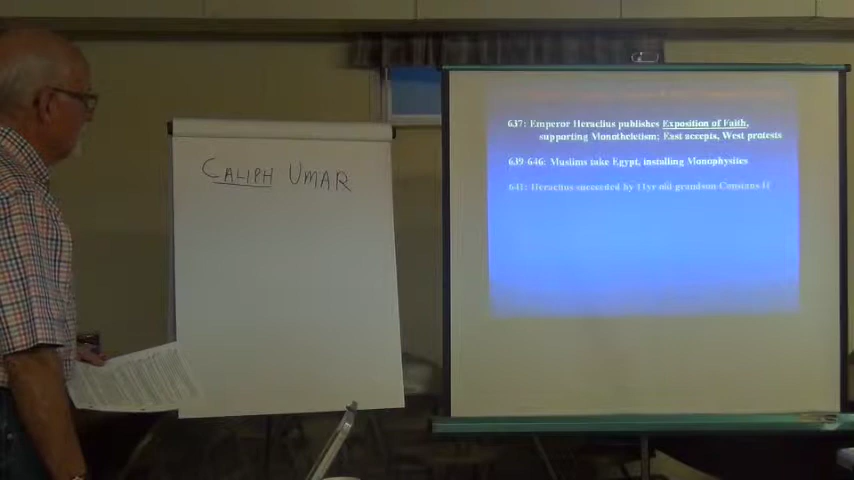 CALIPH UMAR
637: Emperor Heraclius publishes Exposition of Faith,
supporting Monotheletism; East accepts, West protests
639-646: Muslims take Egypt, installing Monophysites
641: Heraclius succeeded by 11yr old grandson Constans II